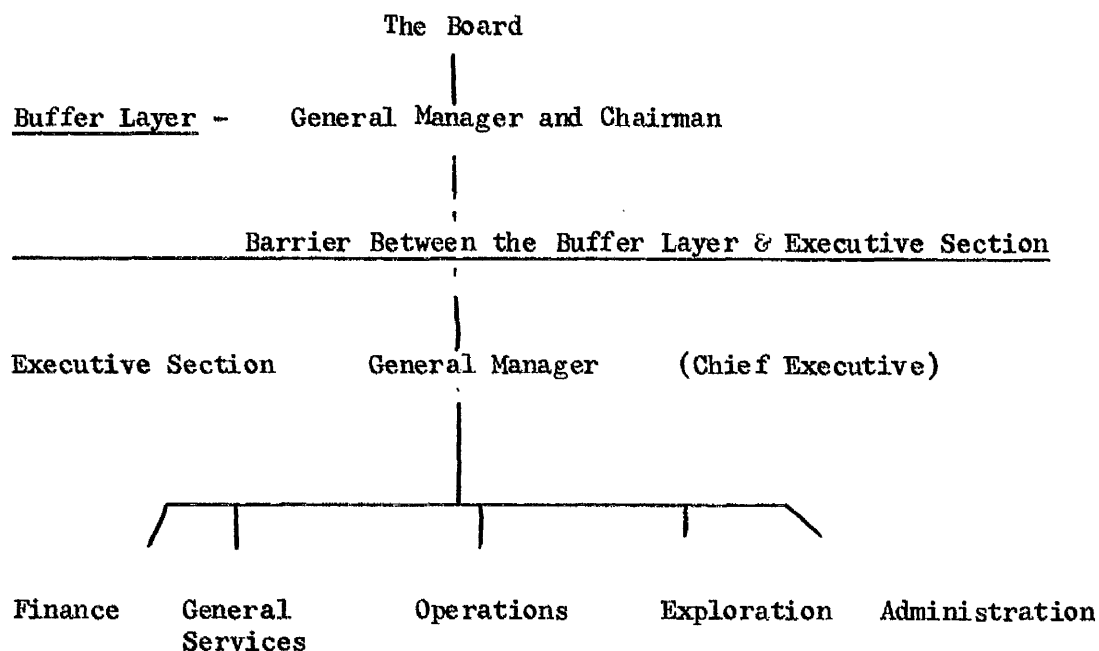 The Board
Buffer Layer - General Manager and Chairman
Barrier Between the Buffer Layer & Executive Section
Executive Section General Manager (Chief Executive)
Finance General Operations Exploration Administration
Services